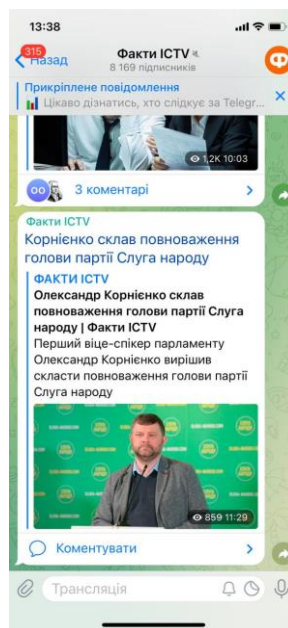 13:38
315
Назад
Факти ICTV
8 169 підписників
Прикріплене повідомлення
Цікаво дізнатись, хто слідкує за Telegr...
1,2K 10:03
3 коментарі
Факти ICTV
Корнієнко склав повноваження
голови партії Слуга народу
ФАКТИ ICTV
Олександр Корнієнко склав
повноваження голови партії Слуга
народу | Факти ICTV
Перший віце-спікер парламенту
Олександр Корнієнко вирішив
скласти повноваження голови партії
Слуга народу
859 11:29
Коментувати
Трансляція